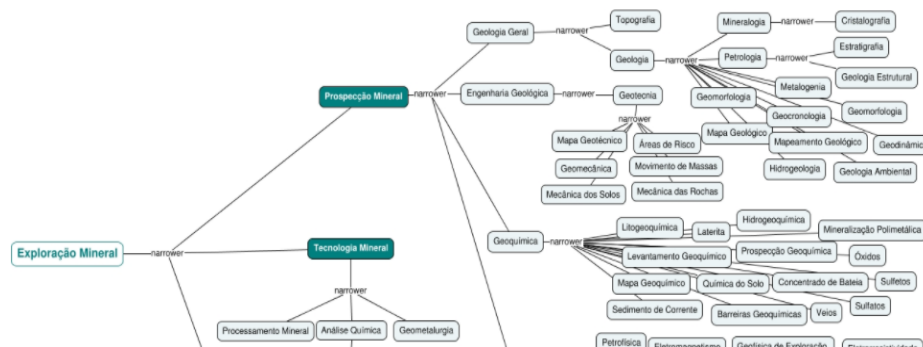 Topografia
Mineralogia
narrower
Cristalografia
Geologia Geral
narrower
Estratigrafia
Geologia
narrower
Petrologia
narrower
Geologia Estrutural
Metalogenia
Prospecção Mineral
narrower
Engenharia Geológica
narrower
Geotecnia
Geomorfologia
Geomorfologia
Geocronologia
narrower
Mapa Geológico
Mapeamento Geológico
Geodinâmic
Mapa Geotécnico
Áreas de Risco
Geomecânica
Movimento de Massas
Hidrogeologia
Geologia Ambiental
Mecânica dos Solos
Mecânica das Rochas
Hidrogeoquímica
Litogeoquímica
Laterita
Mineralização Polimetálica
Geoquímica
narrower
Exploração Mineral
narrower
Tecnologia Mineral
Levantamento Geoquímico
Prospecção Geoquímica
Óxidos
Mapa Geoquímico
Química do Solo
Concentrado de Bateia
Sulfetos
narrower
Sedimento de Corrente
Barreiras Geoquímicas
Veios
Sulfatos
Processamento Mineral
Análise Química
Geometalurgia
Petrofísica
Eletromagnetismo
Geofísica de Exploração